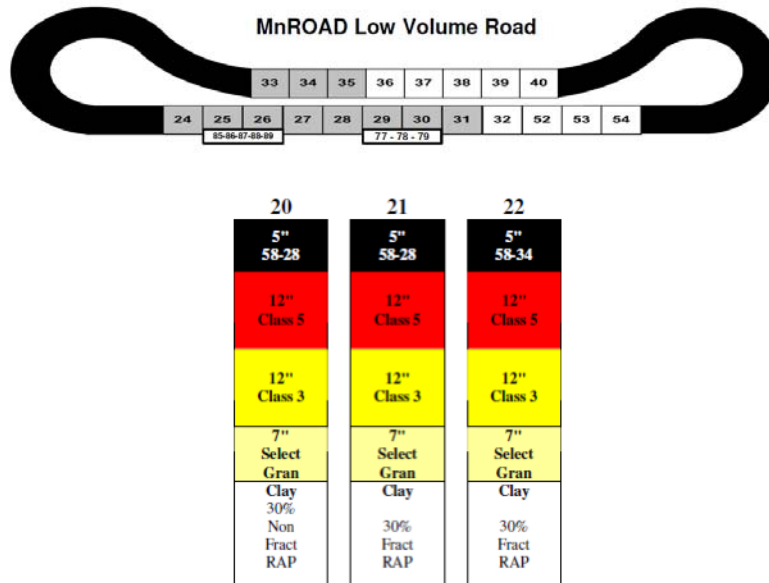 MnROAD Low Volume Road
33 34 35 36 37 38 39 40
24 25 26 27 28 29 30 31 32 52 53 54
85-86-87-88-89 77 - 78 - 79
20 21 22
5" 5" 5"
58-28 58-28 58-34
12" 12" 12"
Class 5 Class 5 Class 5
12" 12" 12"
Class 3 Class 3 Class 3
7" 7" 7"
Select Select Select
Gran Gran Gran
Clay Clay Clay
30%
Non 30% 30%
Fract Fract Fract
RAP RAP RAP